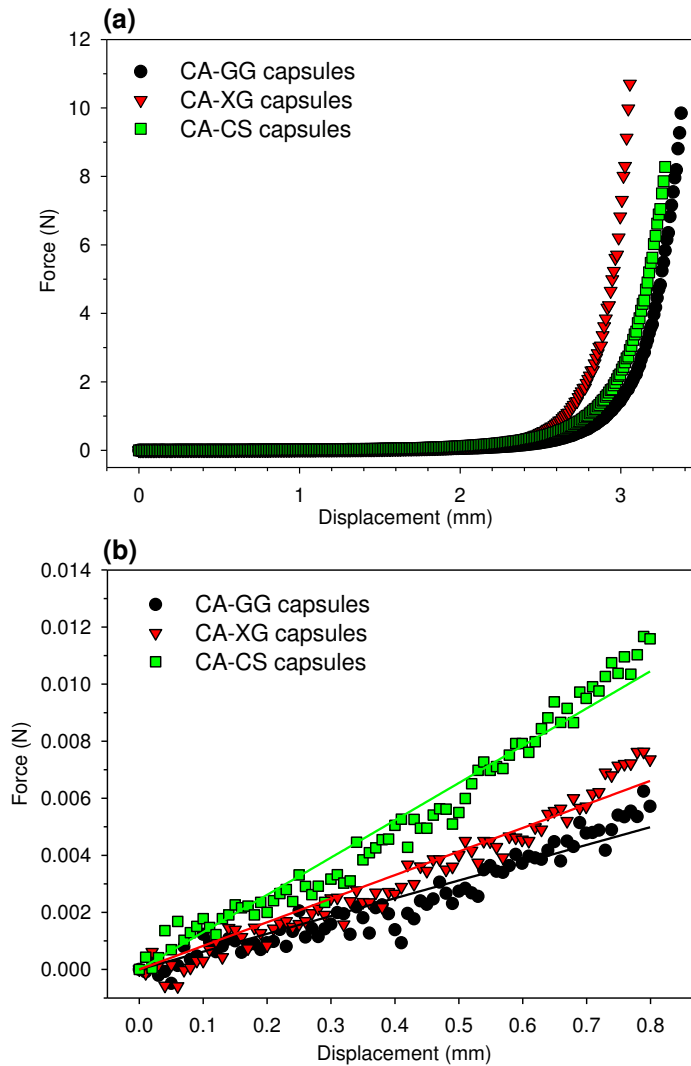 (a)
12
10
8
6
4
2
0
Force (N)
CA-GG capsules
CA-XG capsules
CA-CS capsules
0 1 2 3
Displacement (mm)
(b)
0.014
0.012
0.010
0.008
0.006
0.004
0.002
0.000
Force (N)
CA-GG capsules
CA-XG capsules
CA-CS capsules
0.0 0.1 0.2 0.3 0.4 0.5 0.6 0.7 0.8
Displacement (mm)